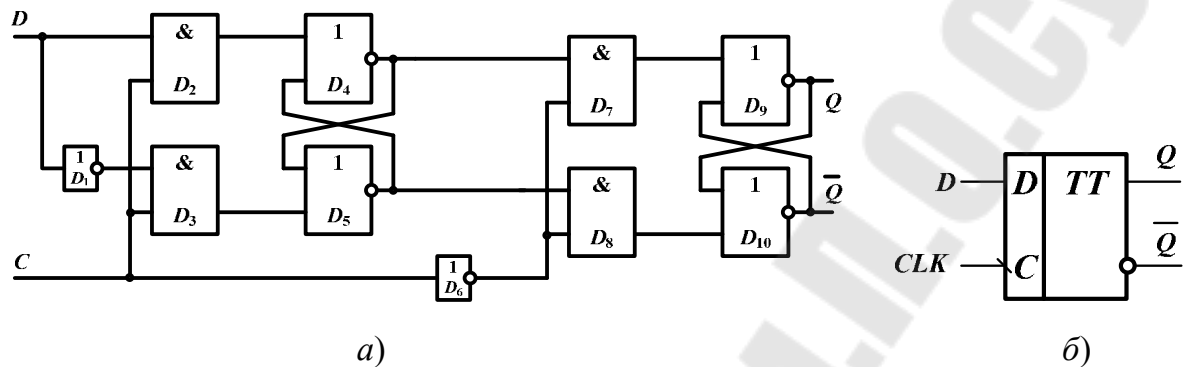 D
&
D₂
1
D₄
&
D₇
1
D₉
Q
1
D₁
&
D₃
1
D₅
&
D₈
1
D₁₀
Q̅
C
1
D₆
а)
D
D
TT
Q
CLK
C
Q̅
б)